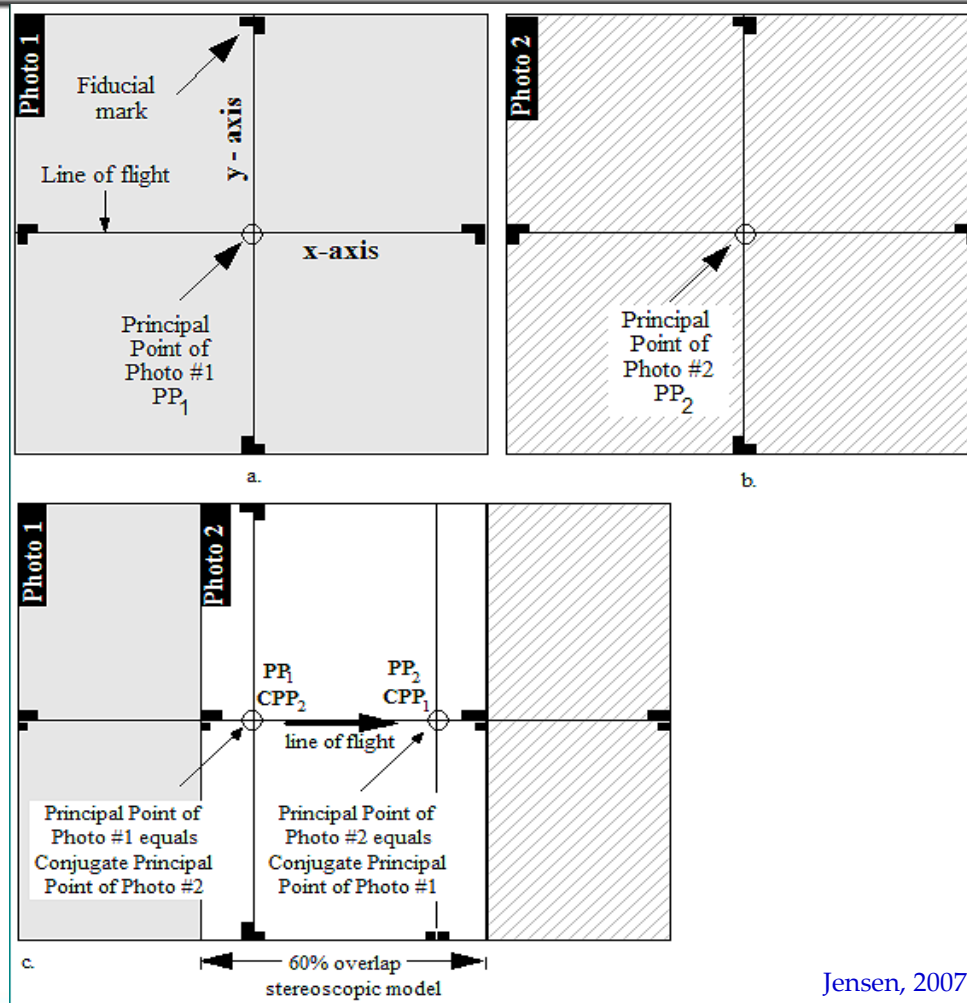 Photo 1
Fiducial
mark
y - axis
Line of flight
x-axis
Principal
Point of
Photo #1
PP1
a.
Photo 2
Principal
Point of
Photo #2
PP2
b.
Photo 1
Photo 2
PP1
CPP2
PP2
CPP1
line of flight
Principal Point of
Photo #1 equals
Conjugate Principal
Point of Photo #2
Principal Point of
Photo #2 equals
Conjugate Principal
Point of Photo #1
c.
60% overlap
stereoscopic model
Jensen, 2007